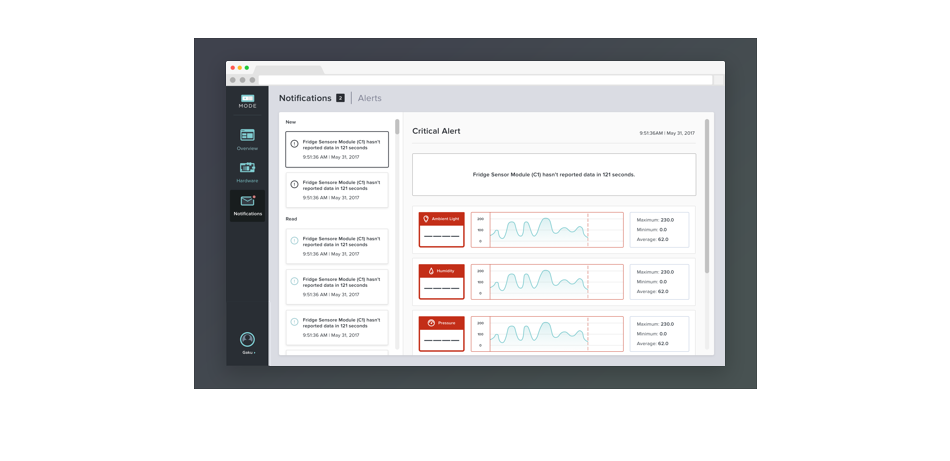 MODE
Overview
Hardware
Notifications
Notifications 2 Alerts
New
Fridge Sensore Module (C1) hasn't
reported data in 121 seconds
9:51:36 AM | May 31, 2017
Fridge Sensore Module (C1) hasn't
reported data in 121 seconds
9:51:36 AM | May 31, 2017
Read
Fridge Sensore Module (C1) hasn't
reported data in 121 seconds
9:51:36 AM | May 31, 2017
Fridge Sensore Module (C1) hasn't
reported data in 121 seconds
9:51:36 AM | May 31, 2017
Fridge Sensore Module (C1) hasn't
reported data in 121 seconds
9:51:36 AM | May 31, 2017
Critical Alert
9:51:36AM | May 31, 2017
Fridge Sensor Module (C1) hasn't reported data in 121 seconds.
Ambient Light
0
Maximum: 230.0
Minimum: 0.0
Average: 62.0
Humidity
0
Maximum: 230.0
Minimum: 0.0
Average: 62.0
Pressure
0
Maximum: 230.0
Minimum: 0.0
Average: 62.0